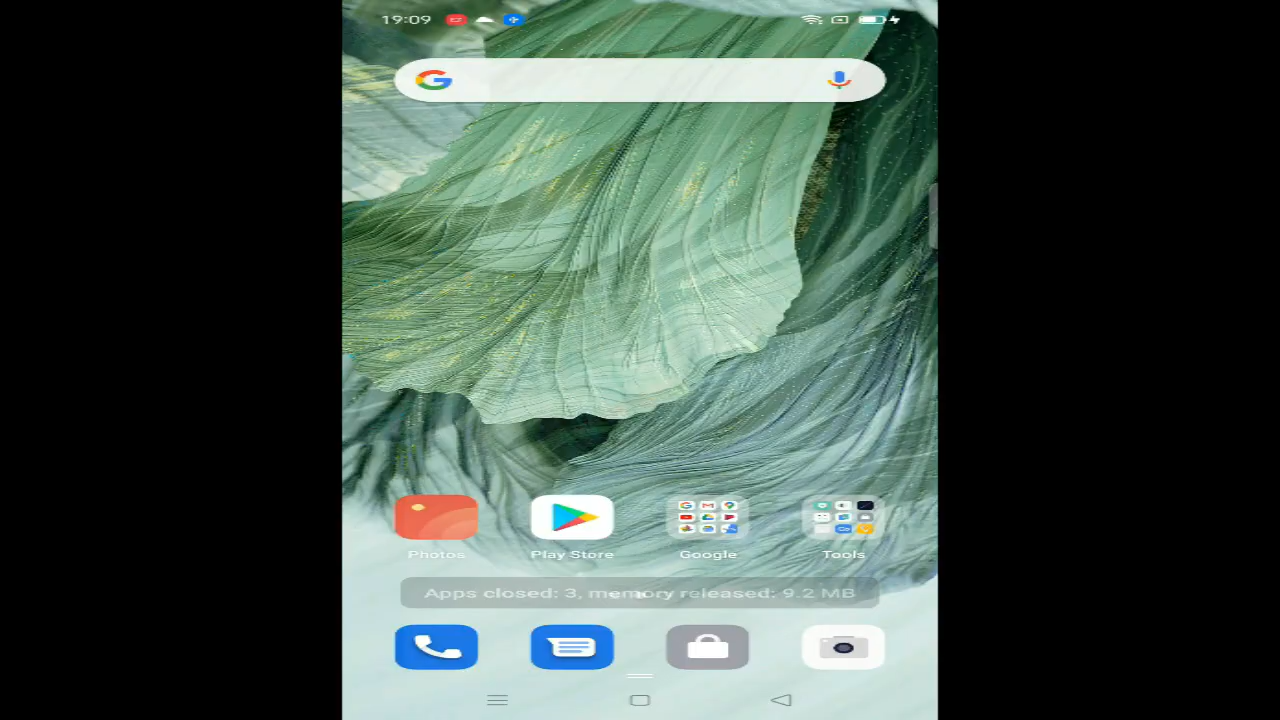 19:09
Photos
Play Store
Google
Tools
Apps closed: 3, memory released: 9.2 MB